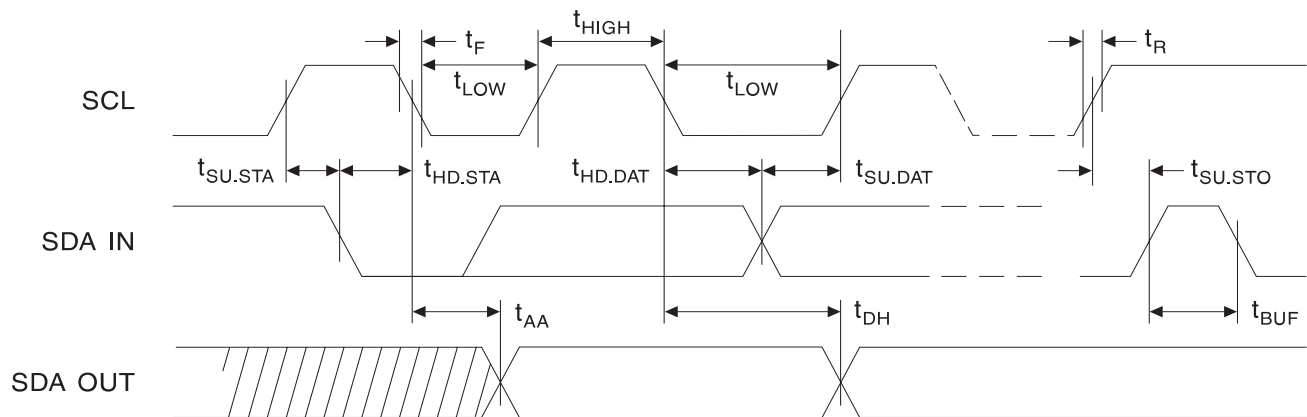 t_F
t_HIGH
t_R
t_LOW
t_LOW
SCL
t_SU.STA
t_HD.STA
t_HD.DAT
t_SU.DAT
t_SU.STO
SDA IN
t_AA
t_DH
t_BUF
SDA OUT